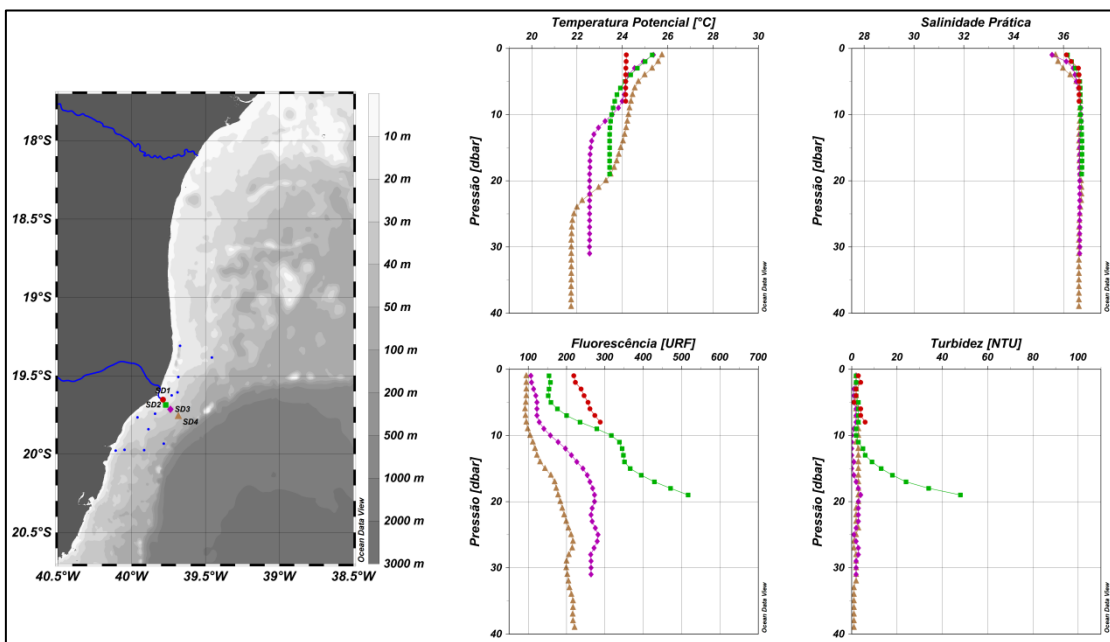 18°S
18.5°S
19°S
19.5°S
20°S
20.5°S
40.5°W 40°W 39.5°W 39°W 38.5°W
SD1
SD2
SD3
SD4
10 m
20 m
30 m
50 m
100 m
200 m
500 m
1000 m
2000 m
3000 m
Ocean Data View
Temperatura Potencial [°C]
20 22 24 26 28 30
Pressão [dbar]
0
10
20
30
40
Ocean Data View
Salinidade Prática
28 30 32 34 36
Pressão [dbar]
0
10
20
30
40
Ocean Data View
Fluorescência [URF]
100 200 300 400 500 600 700
Pressão [dbar]
0
10
20
30
40
Ocean Data View
Turbidez [NTU]
0 20 40 60 80 100
Pressão [dbar]
0
10
20
30
40
Ocean Data View